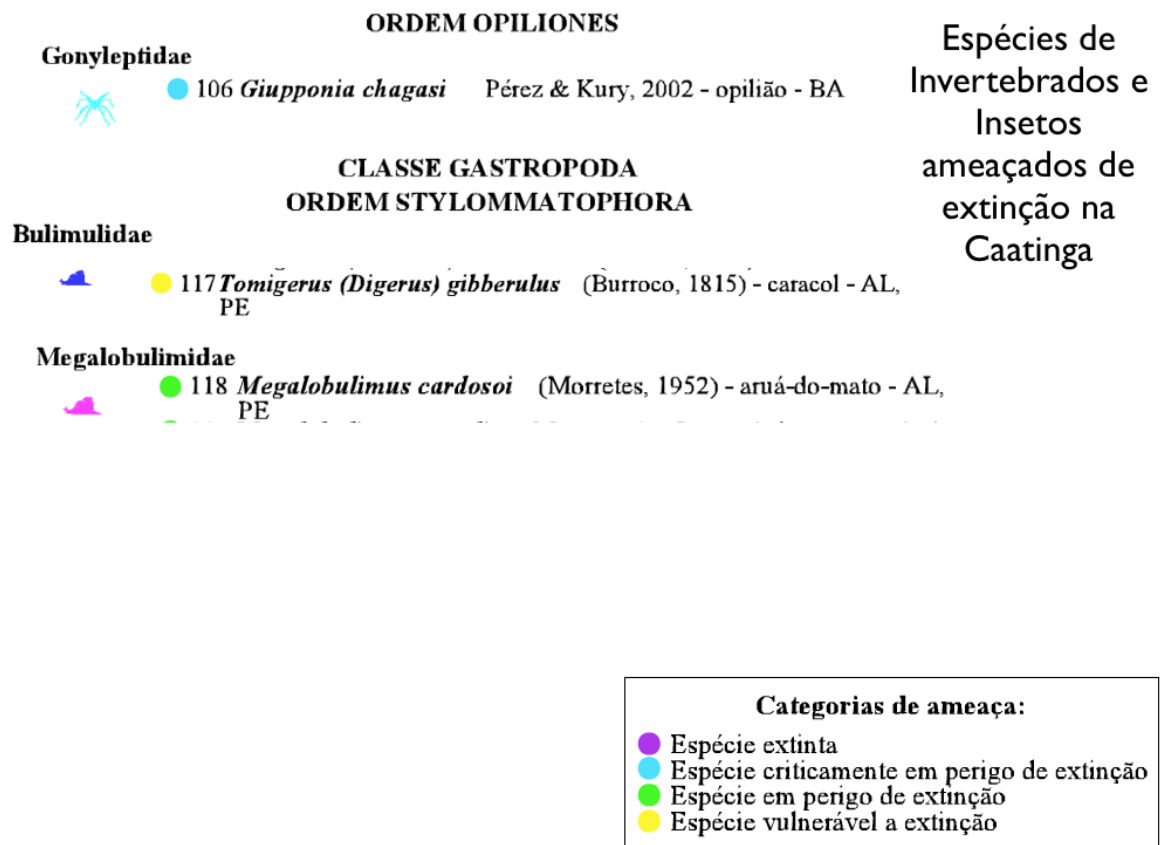 ORDEM OPILIONES
Gonyleptidae
106 Giupponia chagasi Pérez & Kury, 2002 - opilião - BA
CLASSE GASTROPODA
ORDEM STYLOMMATOPHORA
Bulimulidae
117 Tomigerus (Digerus) gibberulus (Burroco, 1815) - caracol - AL,
PE
Megalobulimidae
118 Megalobulimus cardosoi (Morretes, 1952) - aruá-do-mato - AL,
PE
Espécies de
Invertebrados e
Insetos
ameaçados de
extinção na
Caatinga
Categorias de ameaça:
Espécie extinta
Espécie criticamente em perigo de extinção
Espécie em perigo de extinção
Espécie vulnerável a extinção